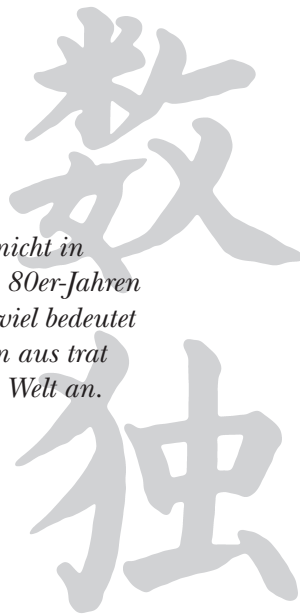 数独
nicht in
80er-Jahren
viel bedeutet
aus trat
Welt an.